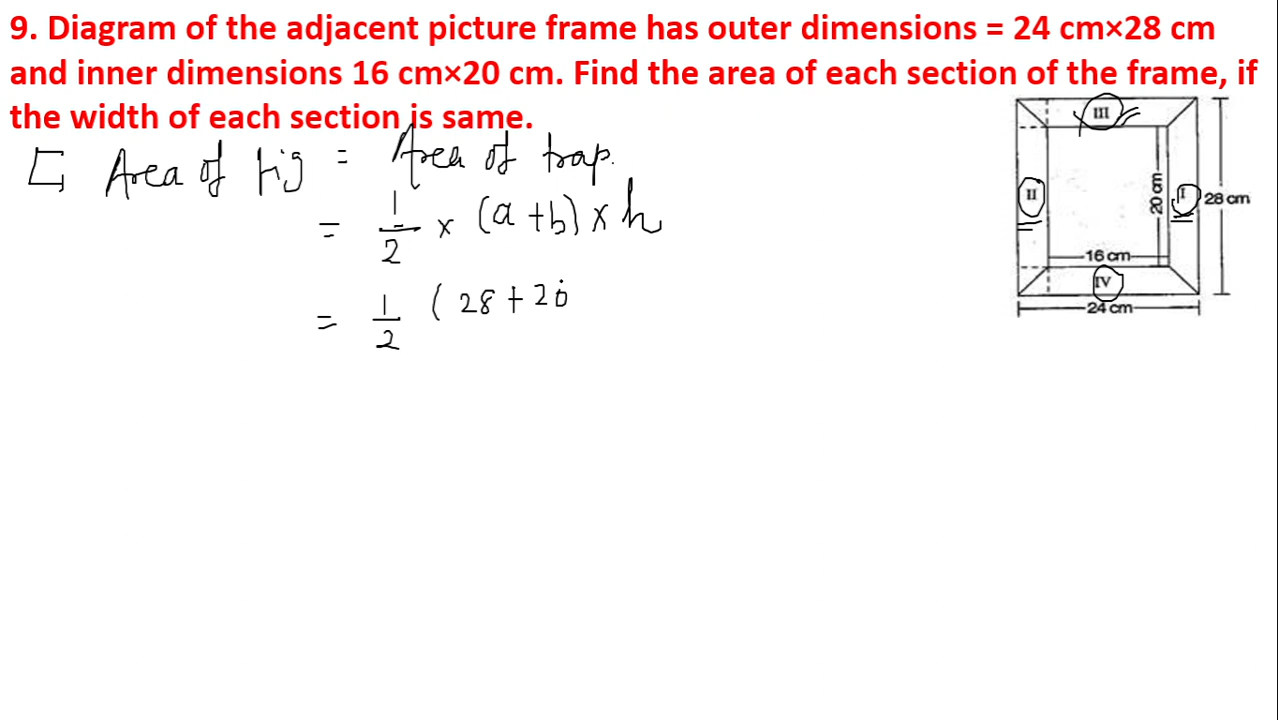 9. Diagram of the adjacent picture frame has outer dimensions = 24 cm×28 cm
and inner dimensions 16 cm×20 cm. Find the area of each section of the frame, if
the width of each section is same.
Area of fig = Area of trap.
= 1/2 × (a+b) × h
= 1/2 ( 28 + 20
III
II
20 cm
I
28 cm
16 cm
IV
24 cm